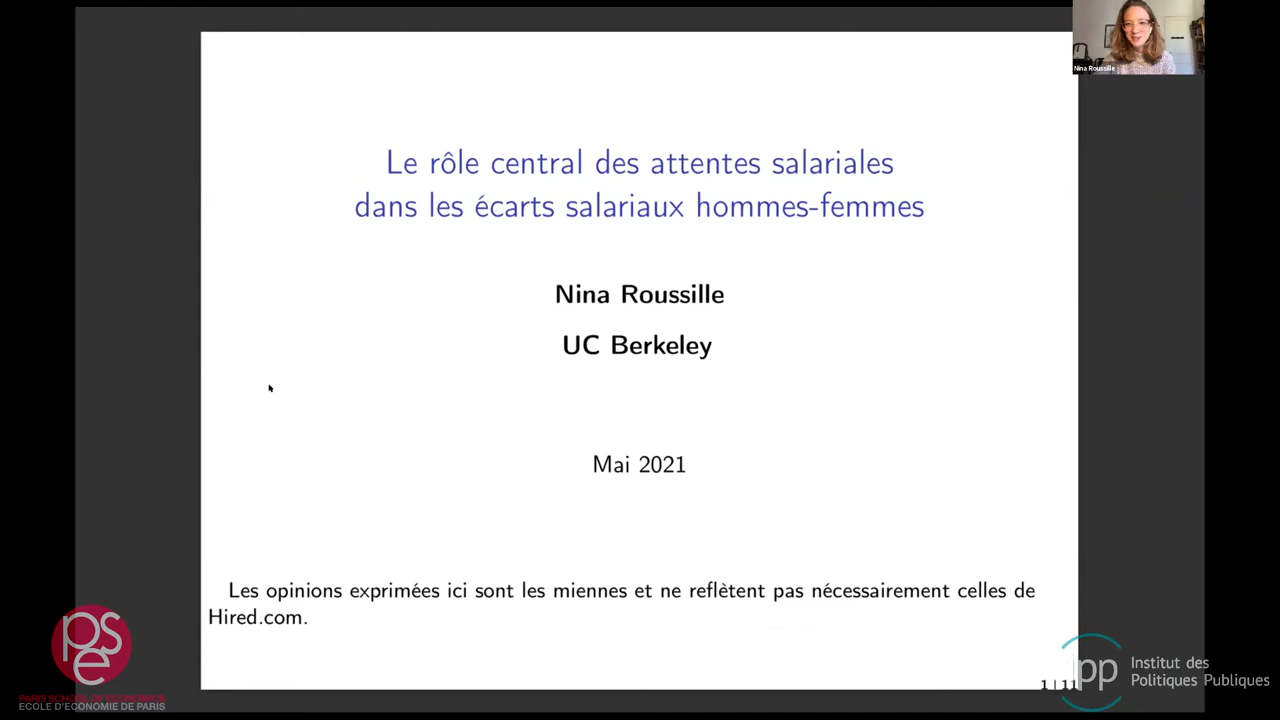 Nina Roussille
Le rôle central des attentes salariales
dans les écarts salariaux hommes-femmes
Nina Roussille
UC Berkeley
Mai 2021
Les opinions exprimées ici sont les miennes et ne reflètent pas nécessairement celles de
Hired.com.
pse
PARIS SCHOOL OF ECONOMICS
ECOLE D'ECONOMIE DE PARIS
1 | 11
ipp
Institut des
Politiques Publiques